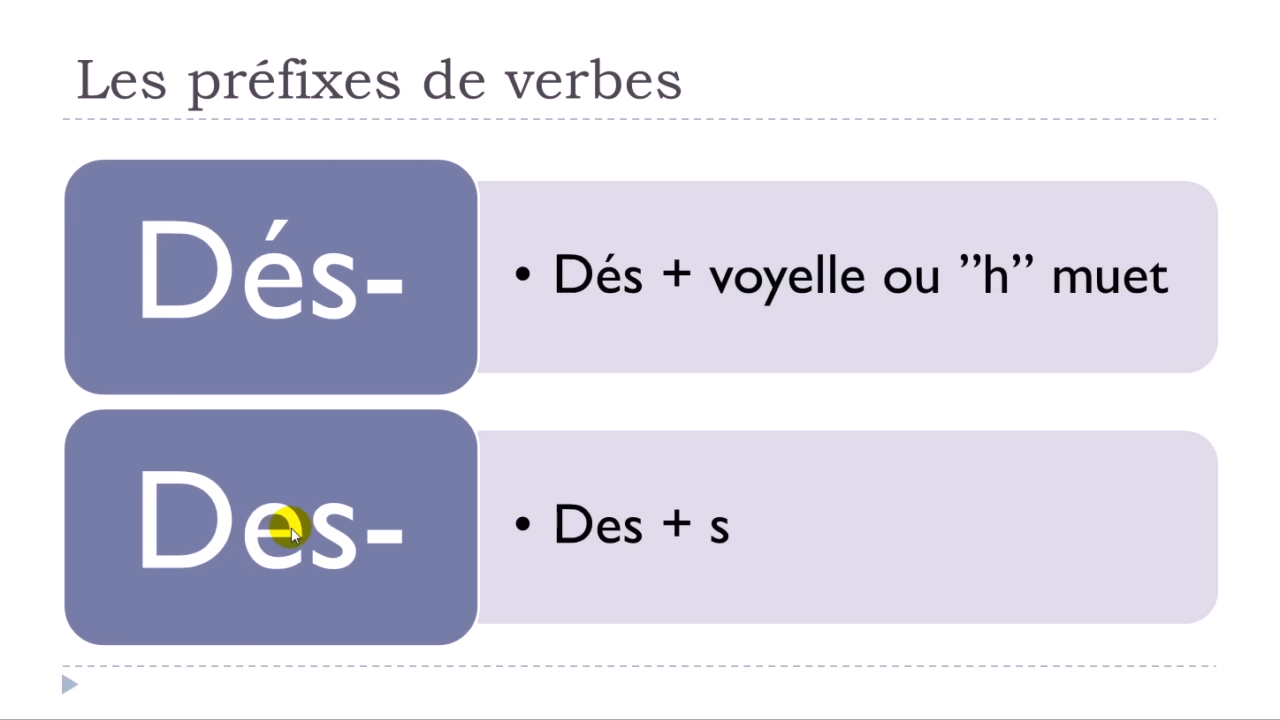 Les préfixes de verbes
Dés-
• Dés + voyelle ou ”h” muet
Des-
• Des + s